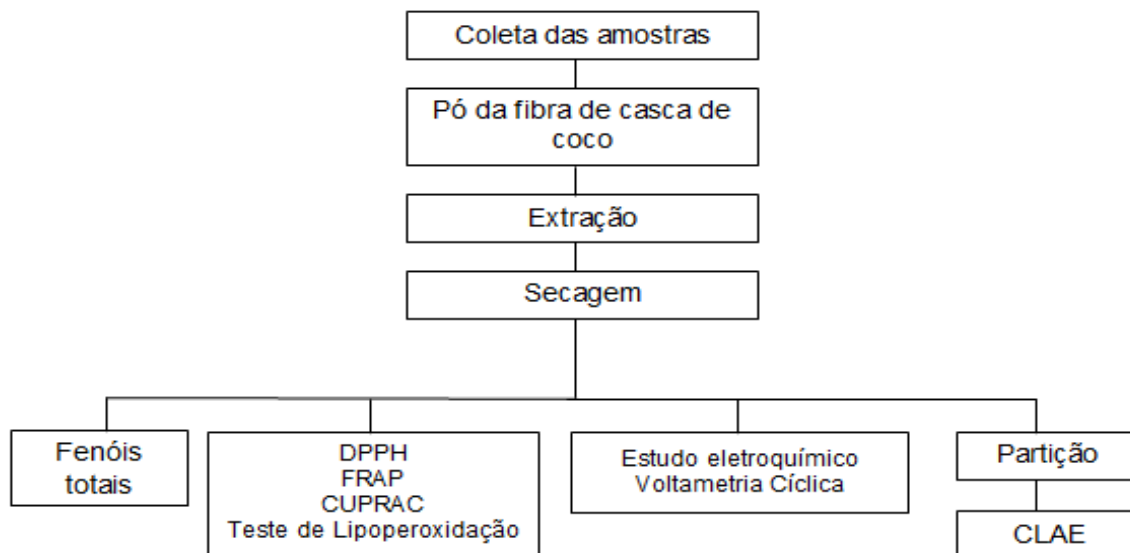 Coleta das amostras
Pó da fibra de casca de
coco
Extração
Secagem
Fenóis
totais
DPPH
FRAP
CUPRAC
Teste de Lipoperoxidação
Estudo eletroquímico
Voltametria Cíclica
Partição
CLAE